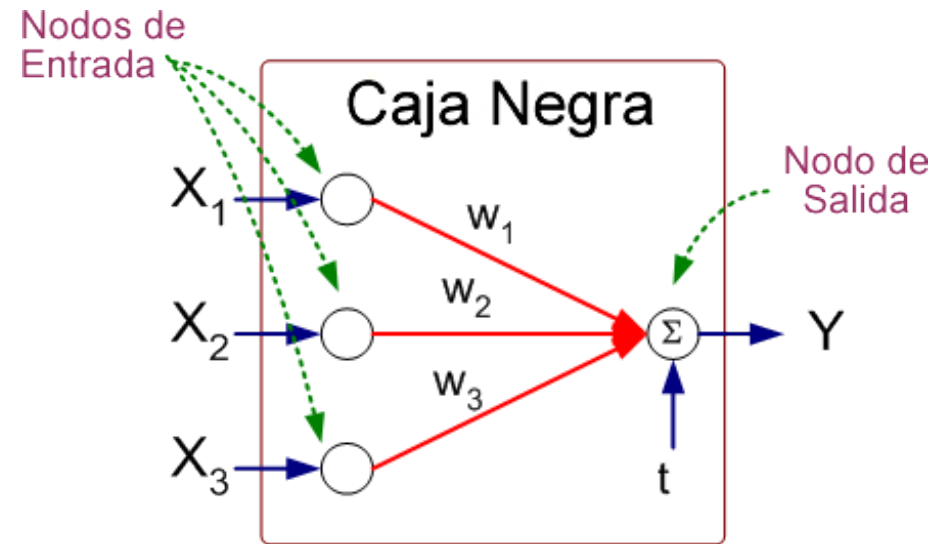 Nodos de
Entrada
Caja Negra
Nodo de
Salida
X₁
w₁
X₂
w₂
Σ
Y
w₃
X₃
t